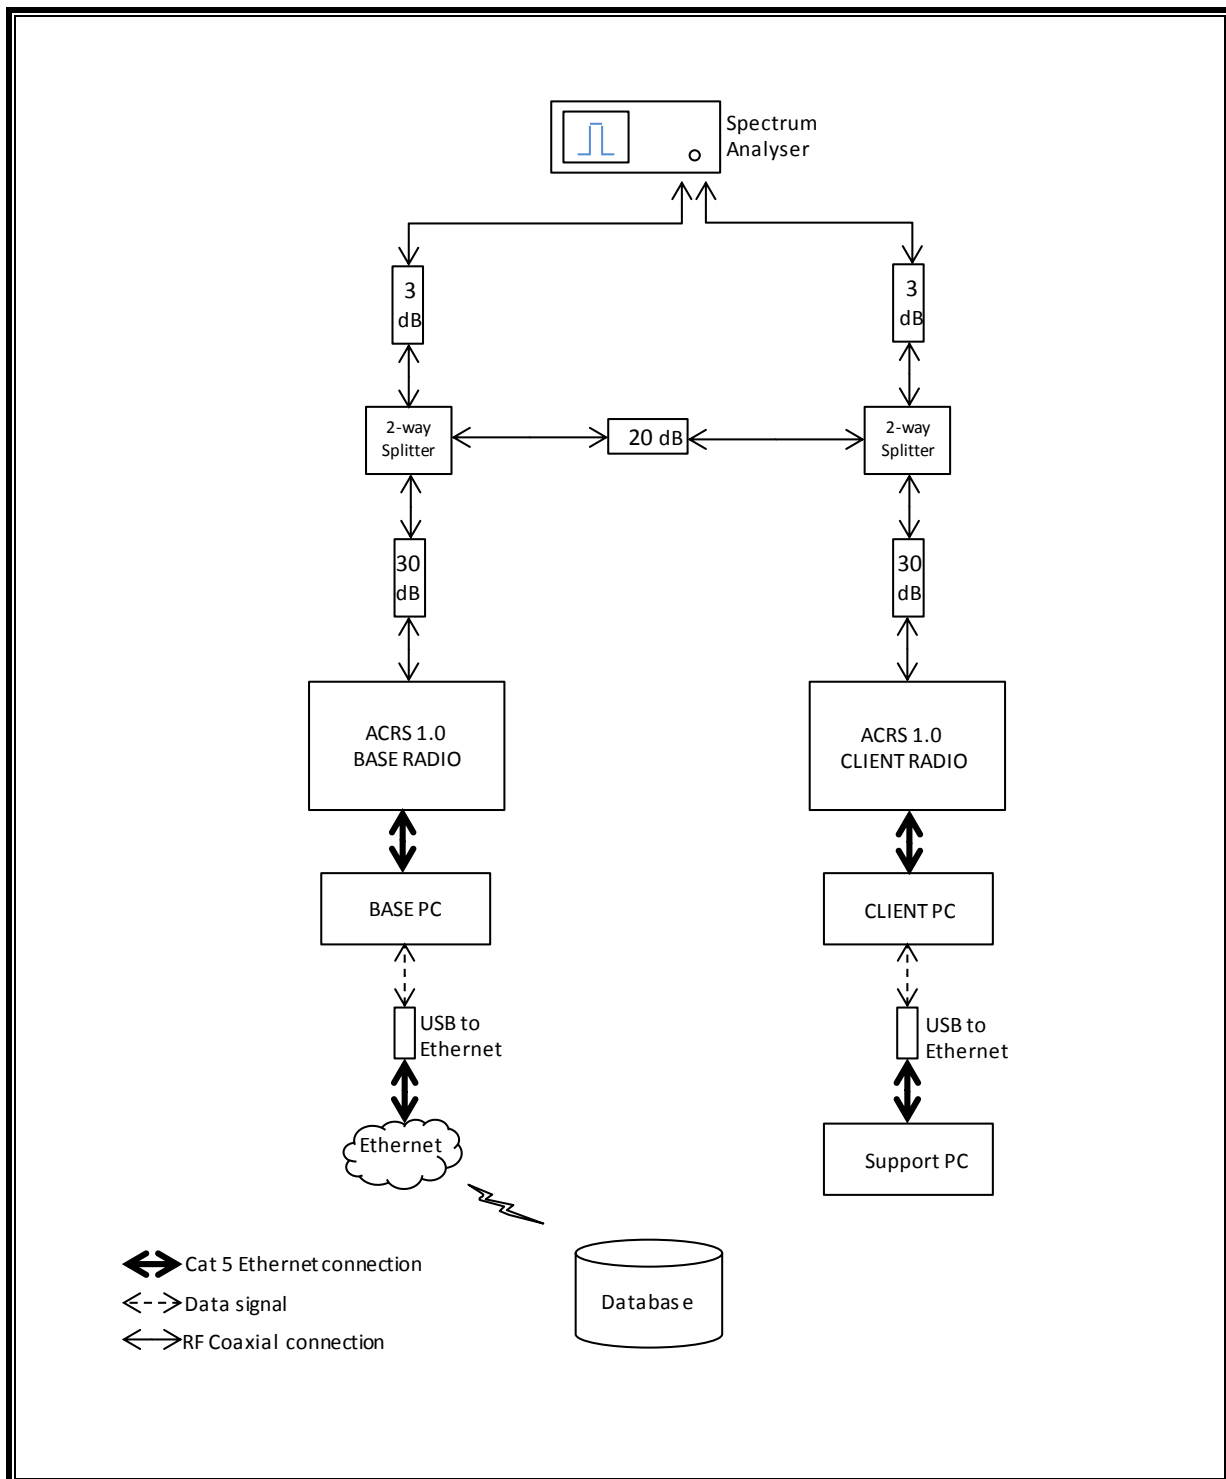 Spectrum
Analyser
3
dB
3
dB
2-way
Splitter
20 dB
2-way
Splitter
30
dB
30
dB
ACRS 1.0
BASE RADIO
ACRS 1.0
CLIENT RADIO
BASE PC
CLIENT PC
USB to
Ethernet
USB to
Ethernet
Ethernet
Support PC
Cat 5 Ethernet connection
Data signal
RF Coaxial connection
Database